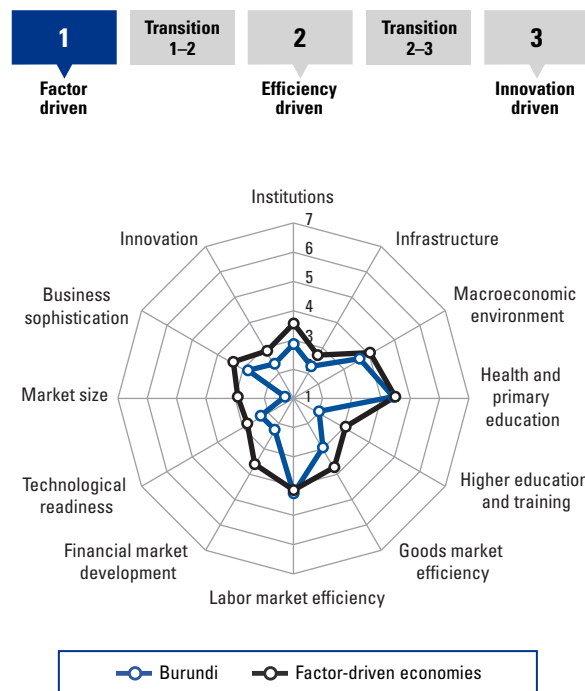 1
Transition
1–2
2
Transition
2–3
3
Factor
driven
Efficiency
driven
Innovation
driven
Institutions
7
Innovation
6
Infrastructure
5
Business
sophistication
4
Macroeconomic
environment
3
Market size
1
Health and
primary
education
Technological
readiness
Higher education
and training
Financial market
development
Goods market
efficiency
Labor market efficiency
Burundi
Factor-driven economies